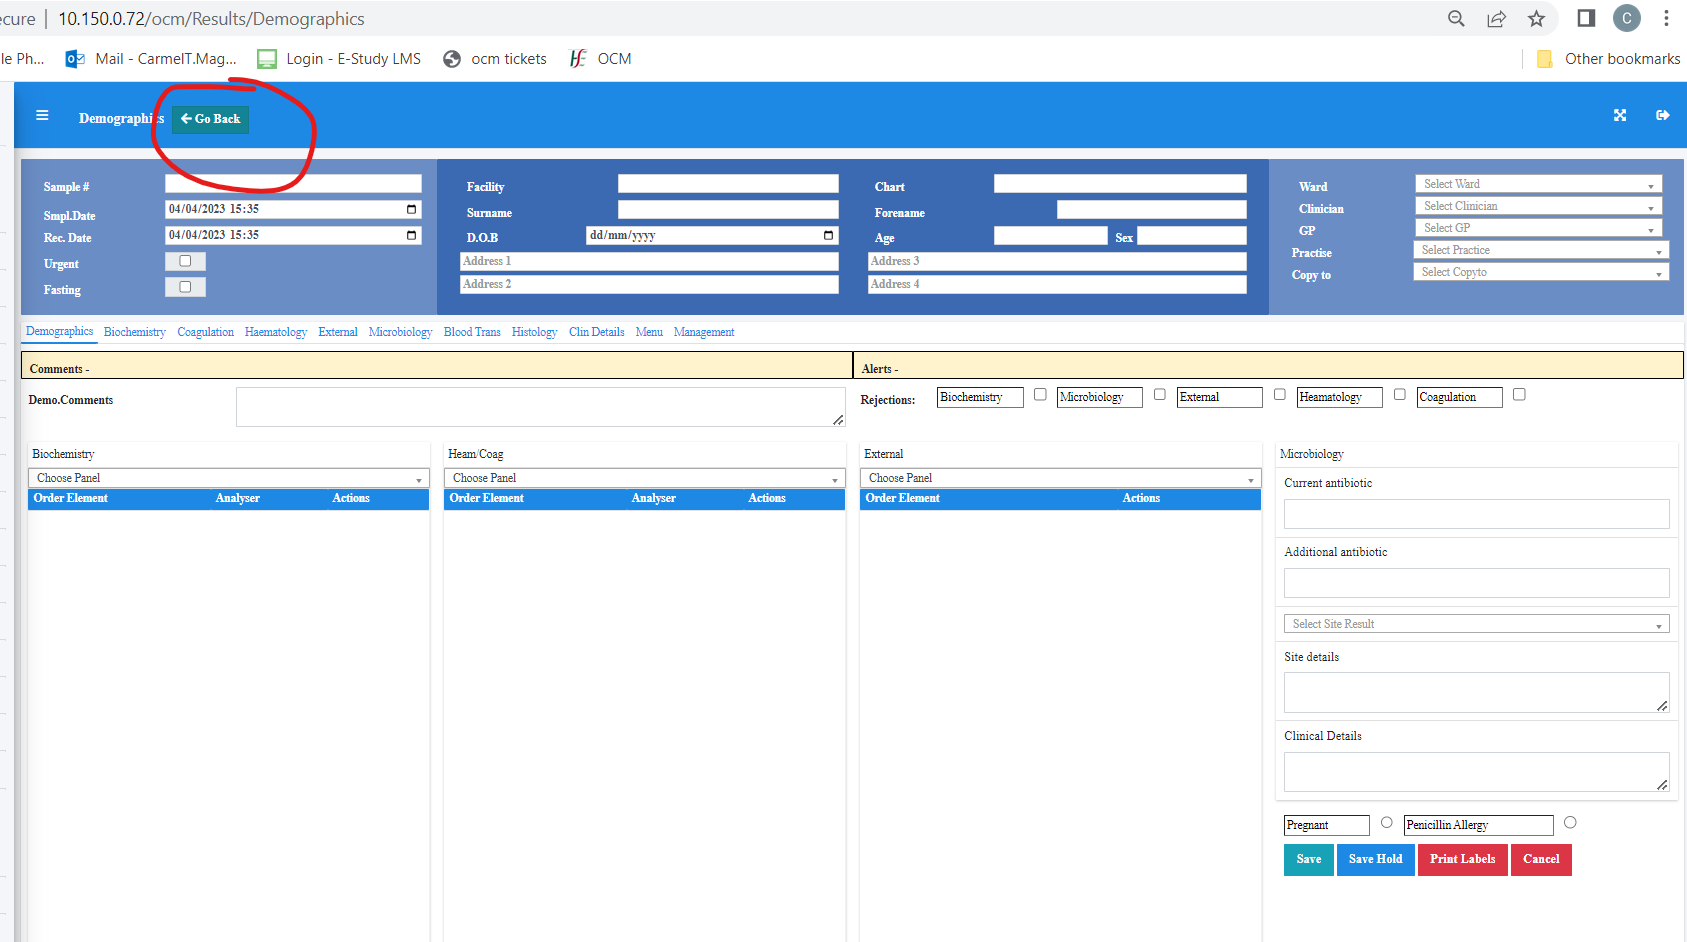 ecure | 10.150.0.72/ocm/Results/Demographics C
le Ph... Mail - CarmelT.Mag... Login - E-Study LMS ocm tickets OCM Other bookmarks
Demographics Go Back
Sample # Facility Chart Ward Select Ward
Smpl.Date 04/04/2023 15:35 Surname Forename Clinician Select Clinician
Rec. Date 04/04/2023 15:35 D.O.B dd/mm/yyyy Age Sex GP Select GP
Urgent Address 1 Address 3 Practise Select Practice
Fasting Address 2 Address 4 Copy to Select Copyto
Demographics Biochemistry Coagulation Haematology External Microbiology Blood Trans Histology Clin Details Menu Management
Comments - Alerts -
Demo.Comments Rejections: Biochemistry Microbiology External Heamatology Coagulation
Biochemistry Heam/Coag External Microbiology
Choose Panel Choose Panel Choose Panel
Order Element Analyser Actions Order Element Analyser Actions Order Element Actions
Current antibiotic
Additional antibiotic
Select Site Result
Site details
Clinical Details
Pregnant Penicillin Allergy
Save Save Hold Print Labels Cancel